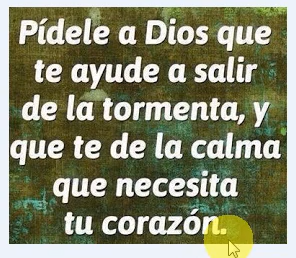 Pídele a Dios que
te ayude a salir
de la tormenta, y
que te de la calma
que necesita
tu corazón.